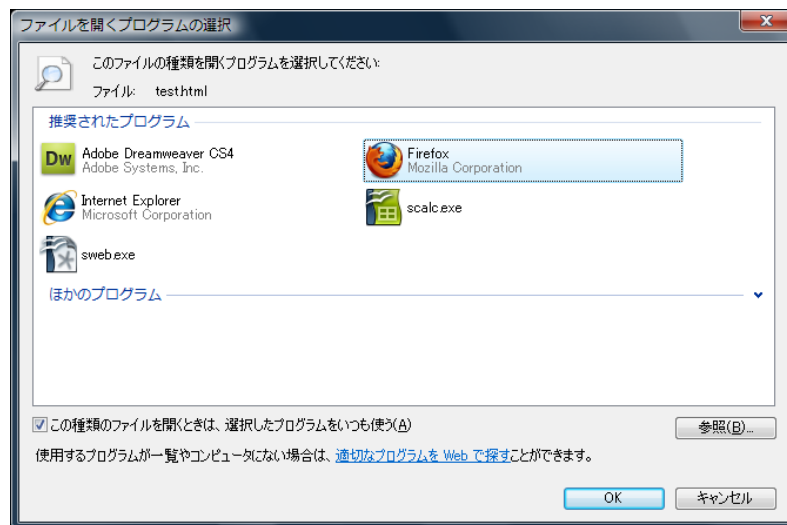 ファイルを開くプログラムの選択
このファイルの種類を開くプログラムを選択してください:
ファイル: test.html
推奨されたプログラム
Dw Adobe Dreamweaver CS4
Adobe Systems, Inc.
Firefox
Mozilla Corporation
Internet Explorer
Microsoft Corporation
scalc.exe
sweb.exe
ほかのプログラム
この種類のファイルを開くときは、選択したプログラムをいつも使う(A)
参照(B)...
使用するプログラムが一覧やコンピュータにない場合は、適切なプログラムを Web で探すことができます。
OK
キャンセル